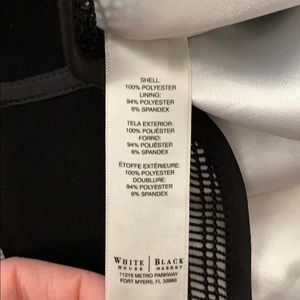 SHELL:
100% POLYESTER
LINING:
94% POLYESTER
6% SPANDEX
TELA EXTERIOR:
100% POLIÉSTER
FORRO:
94% POLIÉSTER
6% SPANDEX
ÉTOFFE EXTÉRIEURE:
100% POLYESTER
DOUBLURE:
94% POLYESTER
6% SPANDEX
WHITE | BLACK
HOUSE | MARKET
11215 METRO PARKWAY
FORT MYERS, FL 33966